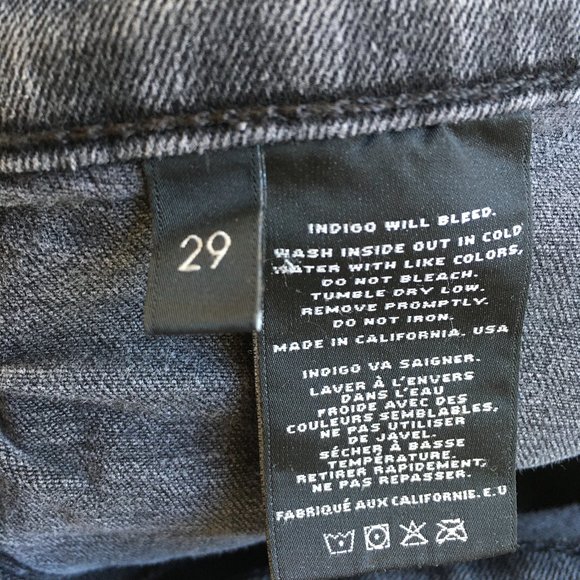 29
INDIGO WILL BLEED.
WASH INSIDE OUT IN COLD
WATER WITH LIKE COLORS,
DO NOT BLEACH.
TUMBLE DRY LOW.
REMOVE PROMPTLY.
DO NOT IRON.
MADE IN CALIFORNIA. USA
INDIGO VA SAIGNER.
LAVER À L'ENVERS
DANS L'EAU
FROIDE AVEC DES
COULEURS SEMBLABLES,
NE PAS UTILISER
DE JAVEL.
SÉCHER À BASSE
TEMPÉRATURE.
RETIRER RAPIDEMENT,
NE PAS REPASSER.
FABRIQUÉ AUX CALIFORNIE. E.U